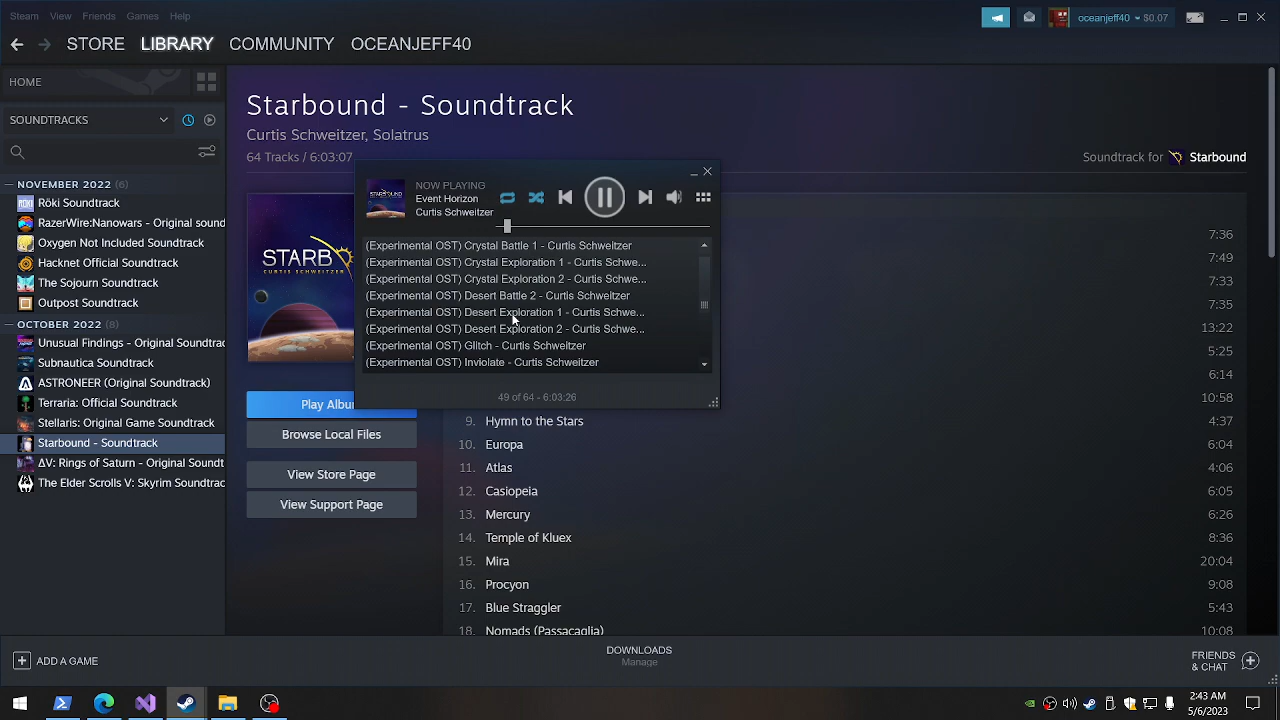 Steam View Friends Games Help
oceanjeff40 $0.07
STORE LIBRARY COMMUNITY OCEANJEFF40
HOME
SOUNDTRACKS
NOVEMBER 2022 (6)
Röki Soundtrack
RazerWire:Nanowars - Original soundt
Oxygen Not Included Soundtrack
Hacknet Official Soundtrack
The Sojourn Soundtrack
Outpost Soundtrack
OCTOBER 2022 (8)
Unusual Findings - Original Soundtrac
Subnautica Soundtrack
ASTRONEER (Original Soundtrack)
Terraria: Official Soundtrack
Stellaris: Original Game Soundtrack
Starbound - Soundtrack
ΔV: Rings of Saturn - Original Soundt
The Elder Scrolls V: Skyrim Soundtrac
Starbound - Soundtrack
Curtis Schweitzer, Solatrus
64 Tracks / 6:03:07
Soundtrack for Starbound
STARB
CURTIS SCHWEITZER
Play Albur
Browse Local Files
View Store Page
View Support Page
NOW PLAYING
Event Horizon
Curtis Schweitzer
(Experimental OST) Crystal Battle 1 - Curtis Schweitzer
(Experimental OST) Crystal Exploration 1 - Curtis Schwe...
(Experimental OST) Crystal Exploration 2 - Curtis Schwe...
(Experimental OST) Desert Battle 2 - Curtis Schweitzer
(Experimental OST) Desert Exploration 1 - Curtis Schwe...
(Experimental OST) Desert Exploration 2 - Curtis Schwe...
(Experimental OST) Glitch - Curtis Schweitzer
(Experimental OST) Inviolate - Curtis Schweitzer
49 of 64 - 6:03:26
7:36
7:49
7:33
7:35
13:22
5:25
6:14
10:58
9. Hymn to the Stars 4:37
10. Europa 6:04
11. Atlas 4:06
12. Casiopeia 6:05
13. Mercury 6:26
14. Temple of Kluex 8:36
15. Mira 20:04
16. Procyon 9:08
17. Blue Straggler 5:43
18. Nomads (Passacaglia) 10:08
ADD A GAME
DOWNLOADS
Manage
FRIENDS
& CHAT
2:43 AM
5/6/2023